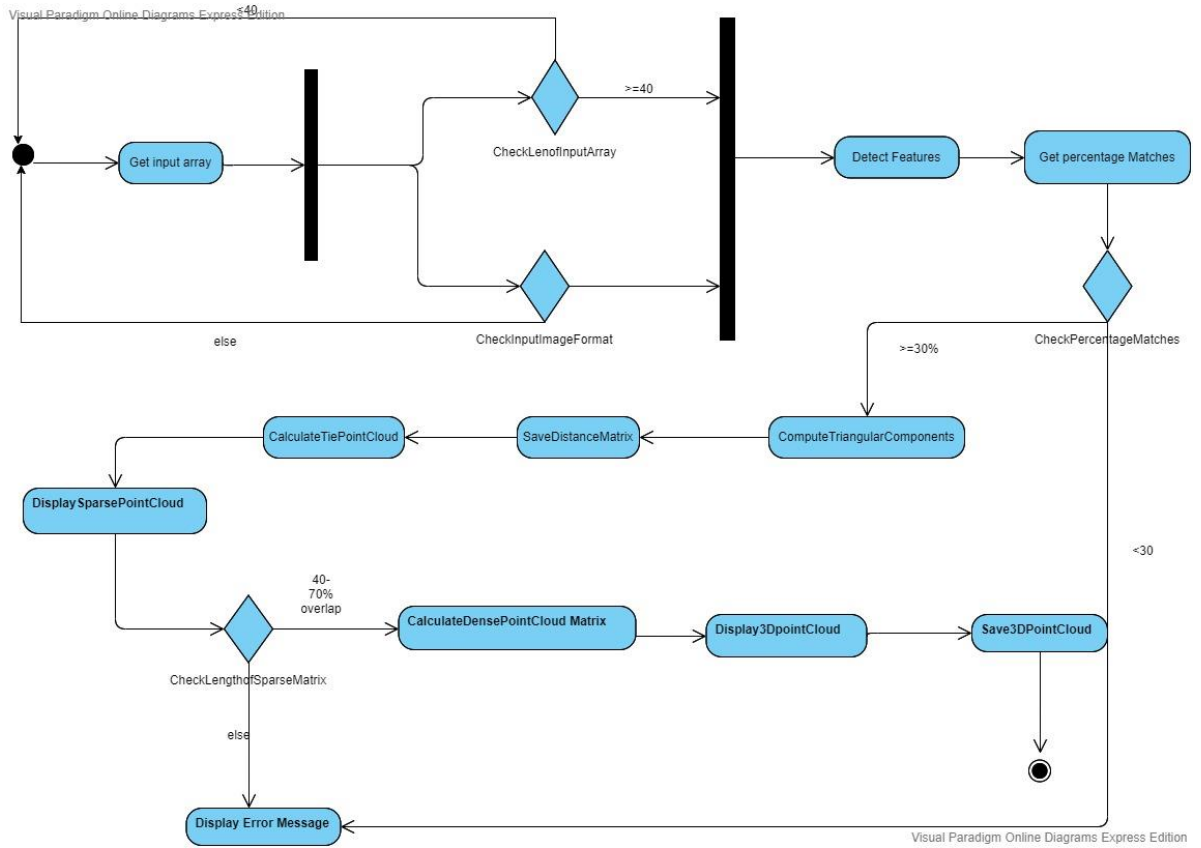 Visual Paradigm Online Diagrams Express Edition
<40
>=40
Get input array
CheckLenofInputArray
Detect Features
Get percentage Matches
else
CheckInputImageFormat
CheckPercentageMatches
>=30%
CalculateTiePointCloud
SaveDistanceMatrix
ComputeTriangularComponents
DisplaySparsePointCloud
<30
40-
70%
overlap
CalculateDensePointCloud Matrix
Display3DpointCloud
Save3DPointCloud
CheckLengthofSparseMatrix
else
Display Error Message
Visual Paradigm Online Diagrams Express Edition